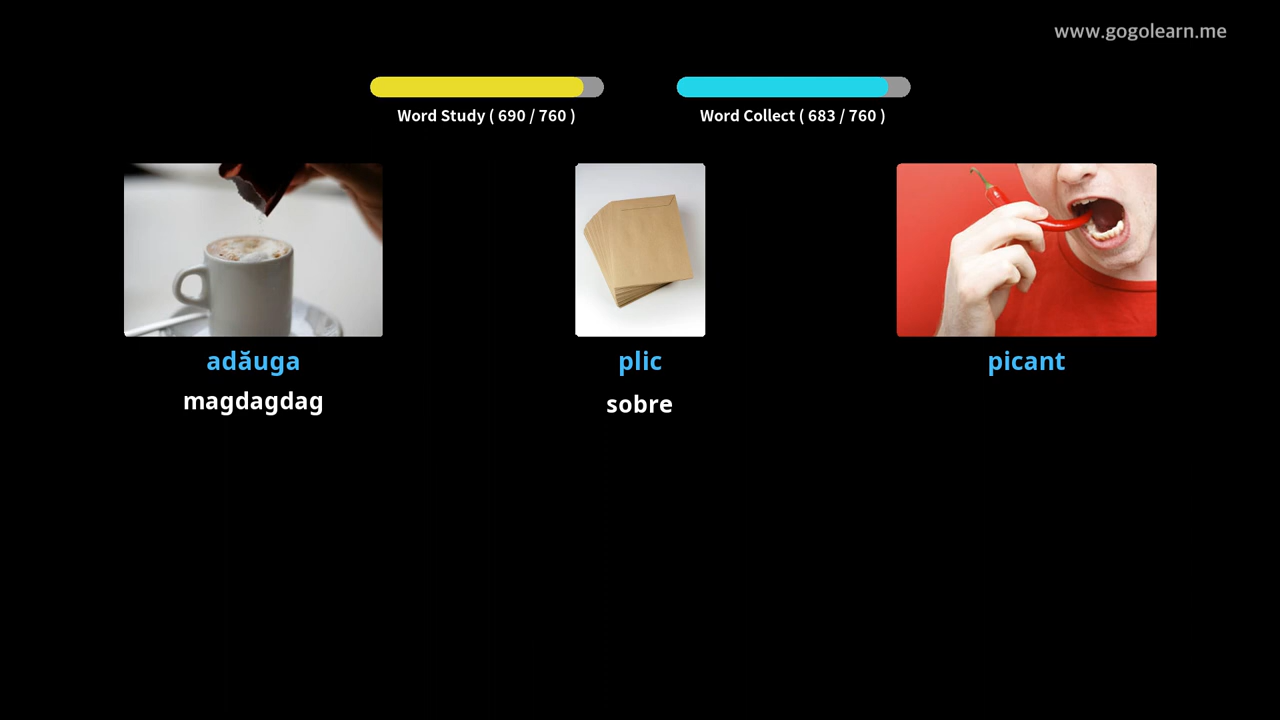 www.gogolearn.me
Word Study ( 690 / 760 )
Word Collect ( 683 / 760 )
adăuga
plic
picant
magdagdag
sobre